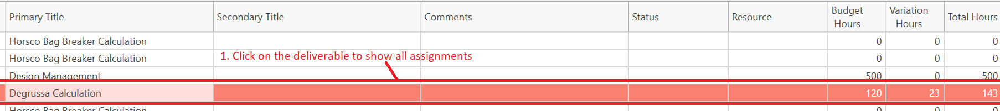 Primary Title Secondary Title Comments Status Resource Budget Hours Variation Hours Total Hours
Horsco Bag Breaker Calculation 0 0 0
Horsco Bag Breaker Calculation 0 0 0
1. Click on the deliverable to show all assignments
Design Management 500 0 500
Degrussa Calculation 120 23 143
Horsco Bag Breaker Calculation 0 0 0